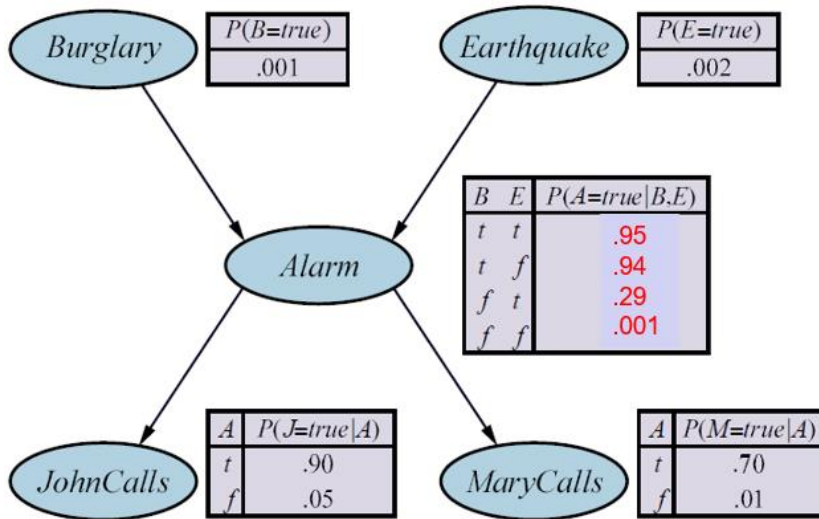 Burglary
P(B=true)
.001
Earthquake
P(E=true)
.002
Alarm
B E P(A=true|B,E)
t t .95
t f .94
f t .29
f f .001
JohnCalls
A P(J=true|A)
t .90
f .05
MaryCalls
A P(M=true|A)
t .70
f .01